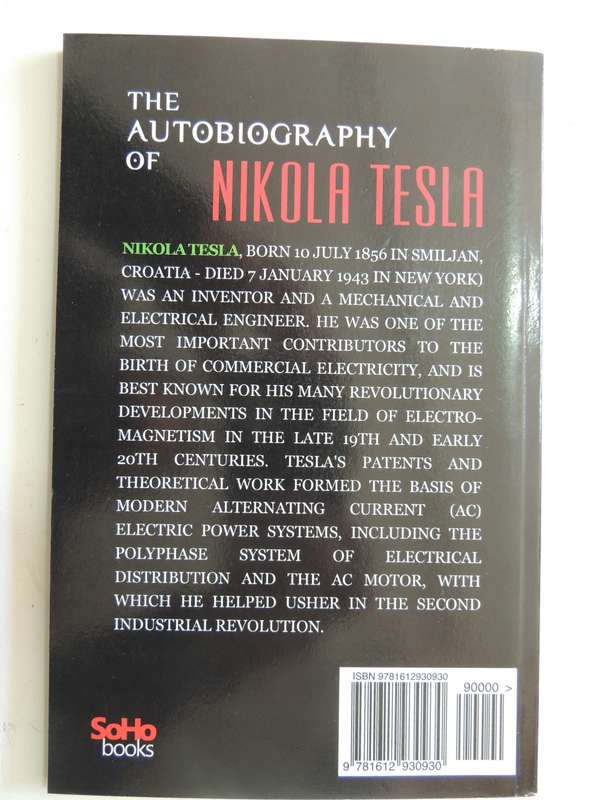 THE
AUTOBIOGRAPHY
OF NIKOLA TESLA
NIKOLA TESLA, BORN 10 JULY 1856 IN SMILJAN,
CROATIA - DIED 7 JANUARY 1943 IN NEW YORK)
WAS AN INVENTOR AND A MECHANICAL AND
ELECTRICAL ENGINEER. HE WAS ONE OF THE
MOST IMPORTANT CONTRIBUTORS TO THE
BIRTH OF COMMERCIAL ELECTRICITY, AND IS
BEST KNOWN FOR HIS MANY REVOLUTIONARY
DEVELOPMENTS IN THE FIELD OF ELECTRO-
MAGNETISM IN THE LATE 19TH AND EARLY
20TH CENTURIES. TESLA'S PATENTS AND
THEORETICAL WORK FORMED THE BASIS OF
MODERN ALTERNATING CURRENT (AC)
ELECTRIC POWER SYSTEMS, INCLUDING THE
POLYPHASE SYSTEM OF ELECTRICAL
DISTRIBUTION AND THE AC MOTOR, WITH
WHICH HE HELPED USHER IN THE SECOND
INDUSTRIAL REVOLUTION.
ISBN 9781612930930
90000 >
9 781612 930930
SoHo
books